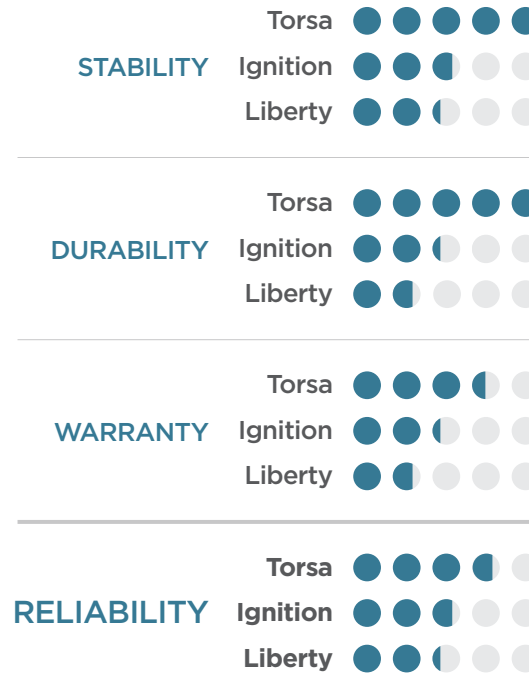 Torsa
STABILITY Ignition
Liberty
Torsa
DURABILITY Ignition
Liberty
Torsa
WARRANTY Ignition
Liberty
Torsa
RELIABILITY Ignition
Liberty